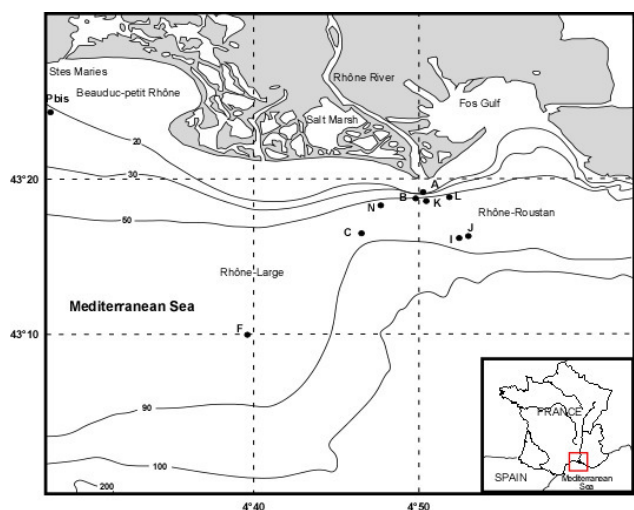 Stes Maries
Pbis
Beauduc-petit Rhône
Rhône River
Fos Gulf
Salt Marsh
20
30
50
43°20
A
B
K
L
N
Rhône-Roustan
C
I
J
Rhône-Large
Mediterranean Sea
43°10
F
90
100
200
FRANCE
SPAIN
Mediterranean
Sea
4°40
4°50